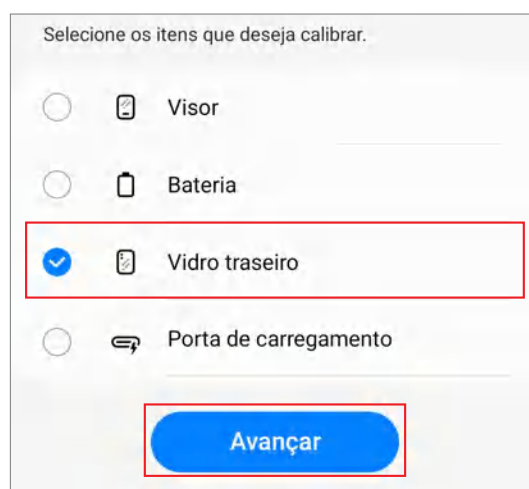 Selecione os itens que deseja calibrar.
Visor
Bateria
Vidro traseiro
Porta de carregamento
Avançar